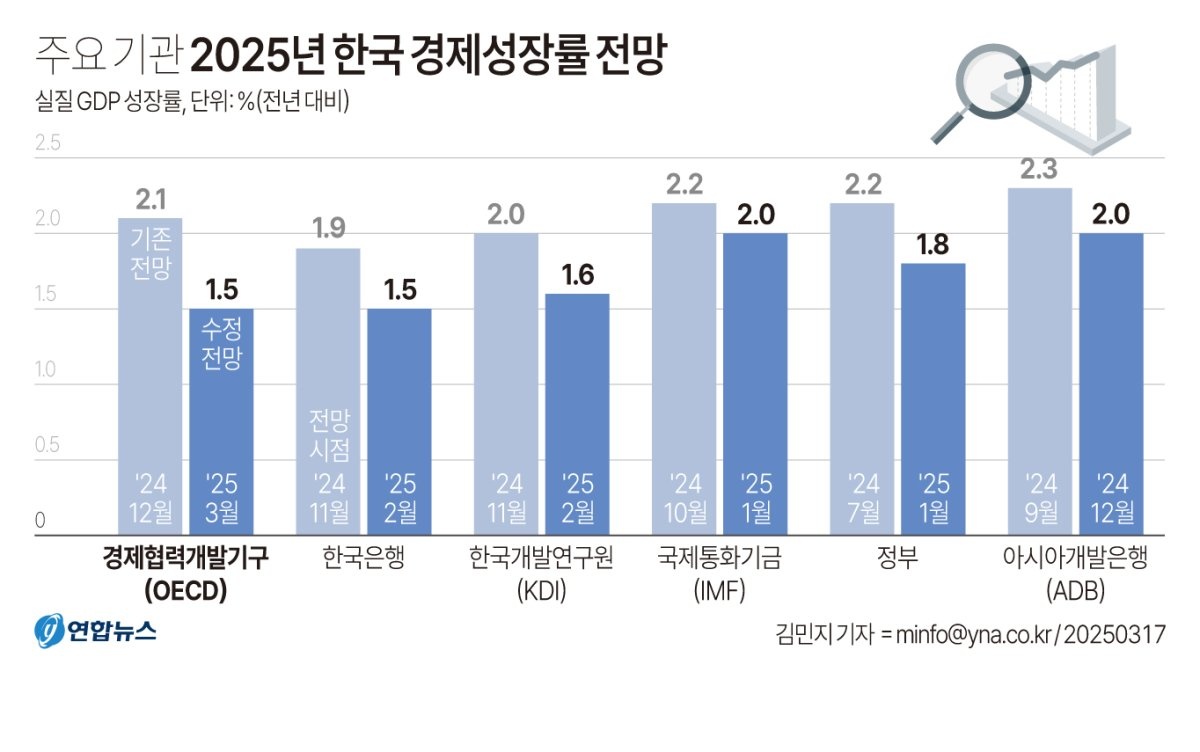 주요 기관 2025년 한국 경제성장률 전망
실질 GDP 성장률, 단위: %(전년 대비)
2.5
2.0
1.5
1.0
0.5
0
2.1
기존
전망
'24
12월
1.5
수정
전망
'25
3월
경제협력개발기구
(OECD)
1.9
전망
시점
'24
11월
1.5
'25
2월
한국은행
2.0
'24
11월
1.6
'25
2월
한국개발연구원
(KDI)
2.2
'24
10월
2.0
'25
1월
국제통화기금
(IMF)
2.2
'24
7월
1.8
'25
1월
정부
2.3
'24
9월
2.0
'24
12월
아시아개발은행
(ADB)
연합뉴스
김민지 기자 = minfo@yna.co.kr / 20250317